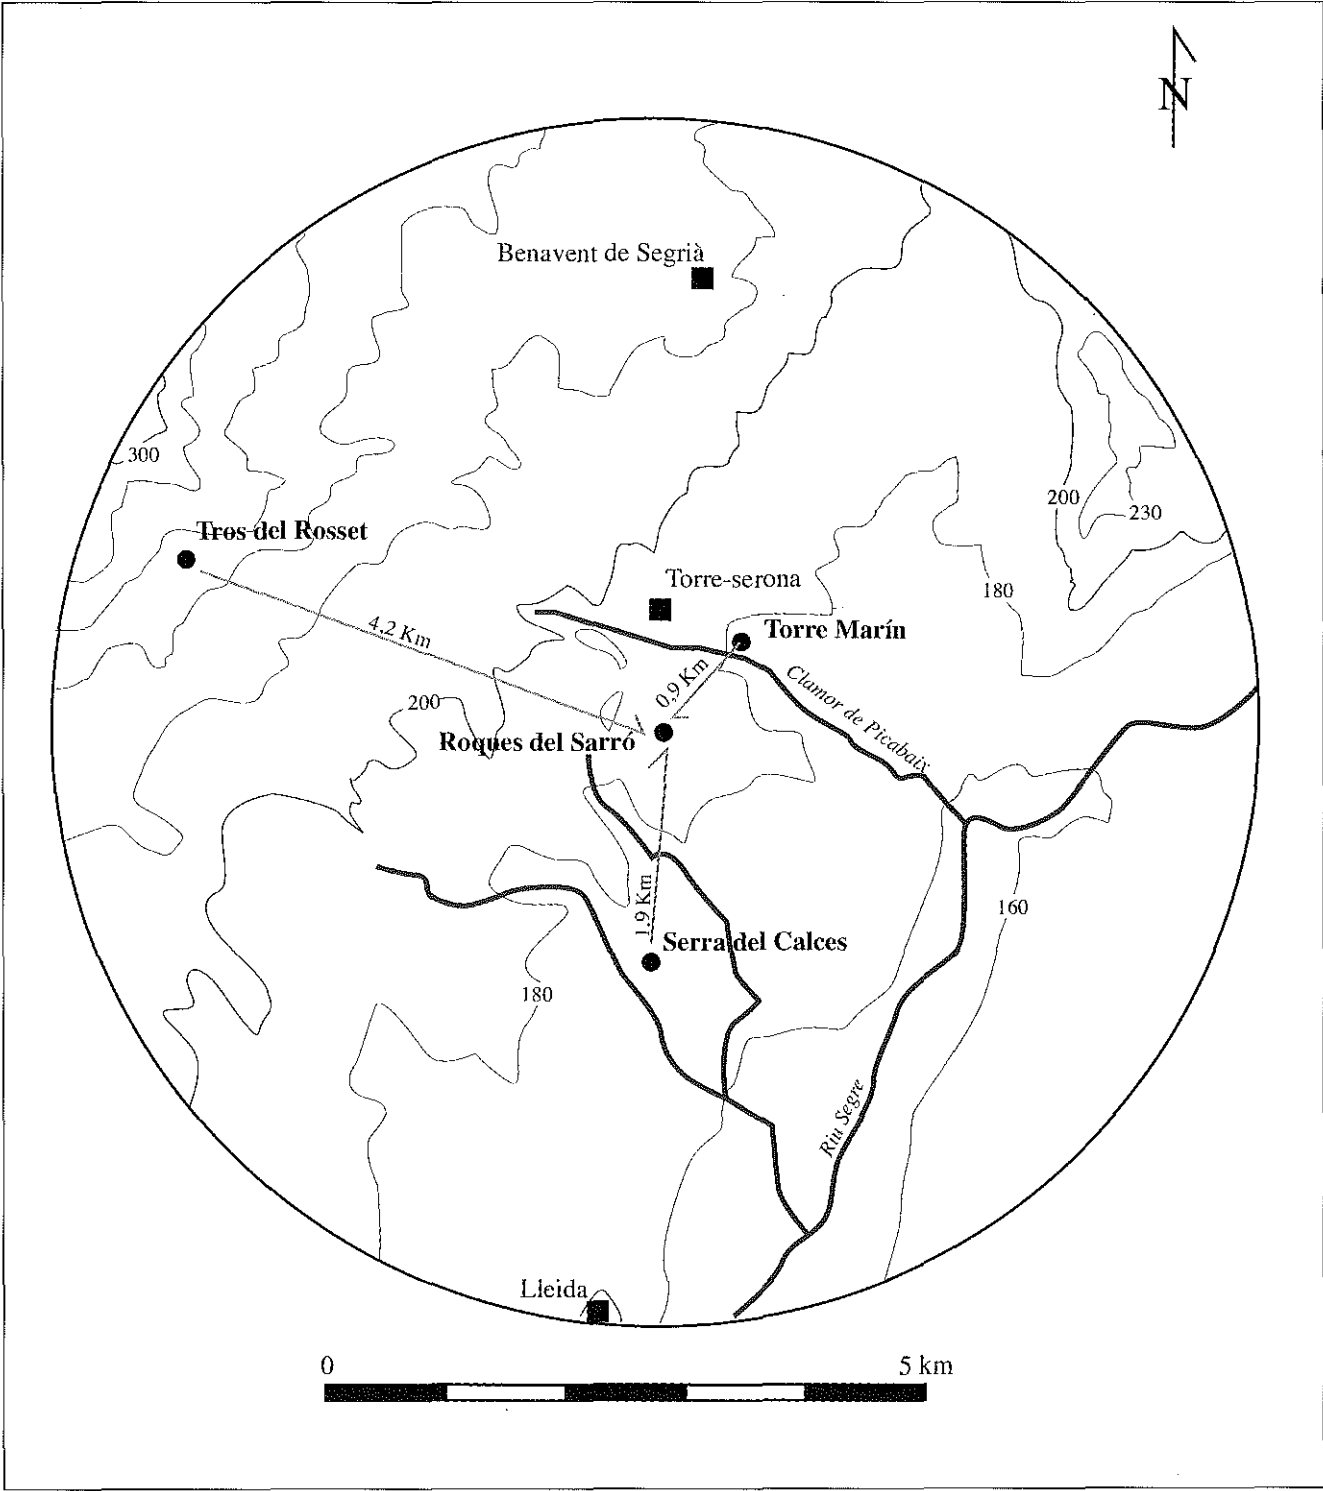 N
Benavent de Segrià
300
200
230
Tros del Rosset
Torre-serona
180
4,2 Km
Torre Marín
0,9 Km
Clamor de Picabaix
200
Roques del Sarró
1,9 Km
160
Serra del Calces
180
Riu Segre
Lleida
0 5 km